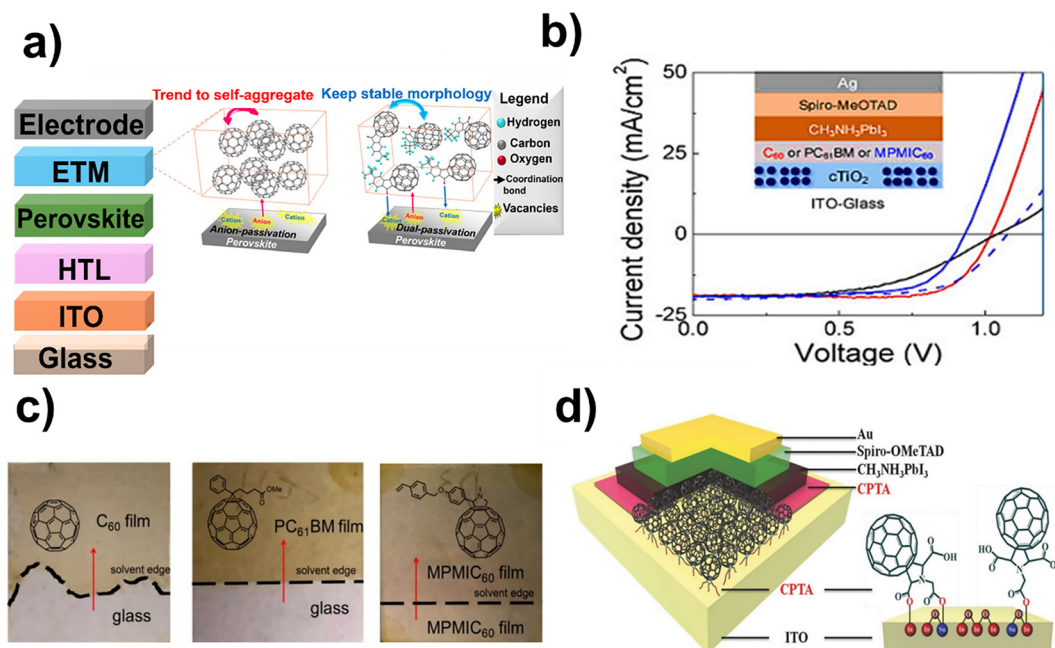 a)
Electrode
ETM
Perovskite
HTL
ITO
Glass
Trend to self-aggregate
Keep stable morphology
Cation
Anion
Cation
Anion-passivation
Perovskite
Cation
Anion
Cation
Dual-passivation
Perovskite
Legend
Hydrogen
Carbon
Oxygen
Coordination
bond
Vacancies
b)
Current density (mA/cm²)
50
25
0
-25
0.0
0.5
1.0
Voltage (V)
Ag
Spiro-MeOTAD
CH₃NH₃PbI₃
C₆₀ or PC₆₁BM or MPMIC₆₀
cTiO₂
ITO-Glass
c)
C₆₀ film
solvent edge
glass
OMe
PC₆₁BM film
solvent edge
glass
O
N
MPMIC₆₀ film
solvent edge
MPMIC₆₀ film
d)
Au
Spiro-OMeTAD
CH₃NH₃PbI₃
CPTA
CPTA
ITO
OH
HO